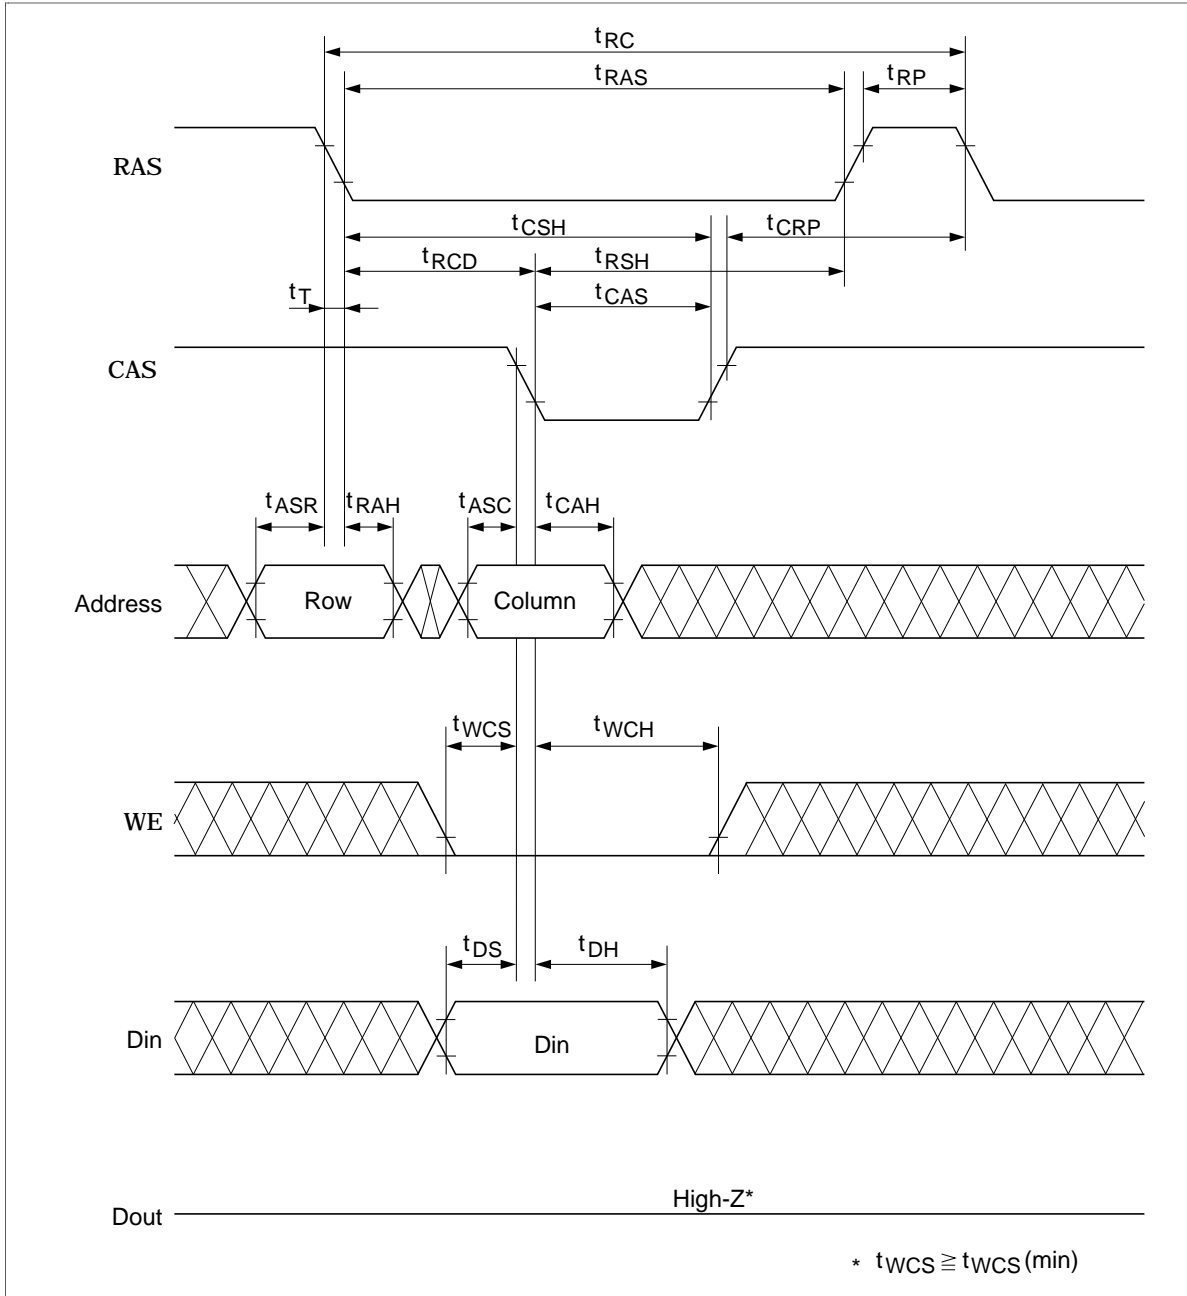 tRC
tRAS
tRP
RAS
tCSH
tCRP
tRCD
tRSH
tT
tCAS
CAS
tASR
tRAH
tASC
tCAH
Address
Row
Column
tWCS
tWCH
WE
tDS
tDH
Din
Din
High-Z*
Dout
* tWCS ≧ tWCS(min)